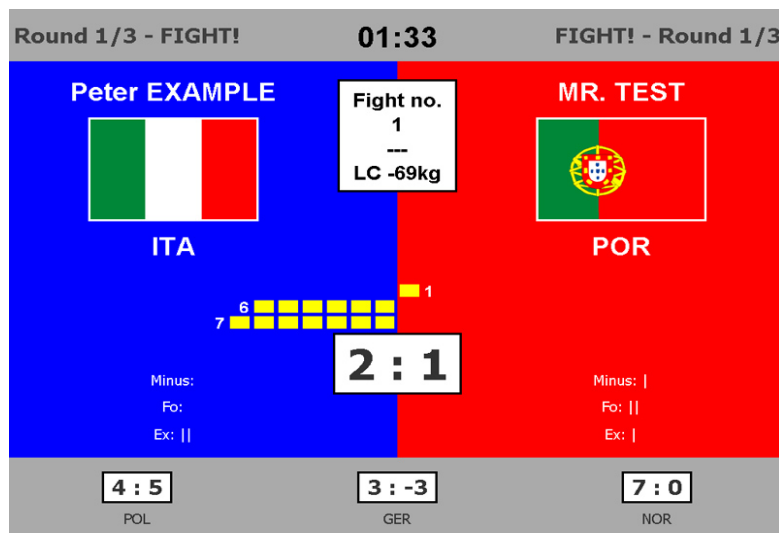 Round 1/3 - FIGHT!
01:33
FIGHT! - Round 1/3
Peter EXAMPLE
Fight no.
1
---
LC -69kg
MR. TEST
ITA
POR
1
6
7
2 : 1
Minus:
Fo:
Ex: ||
Minus: |
Fo: ||
Ex: |
4 : 5
POL
3 : -3
GER
7 : 0
NOR